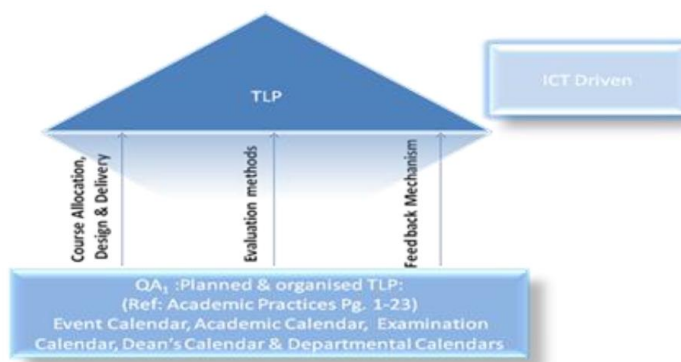 TLP
ICT Driven
Course Allocation,
Design & Delivery
Evaluation methods
Feedback Mechanism
QA₁ :Planned & organised TLP:
(Ref: Academic Practices Pg. 1-23)
Event Calendar, Academic Calendar, Examination
Calendar, Dean's Calendar & Departmental Calendars